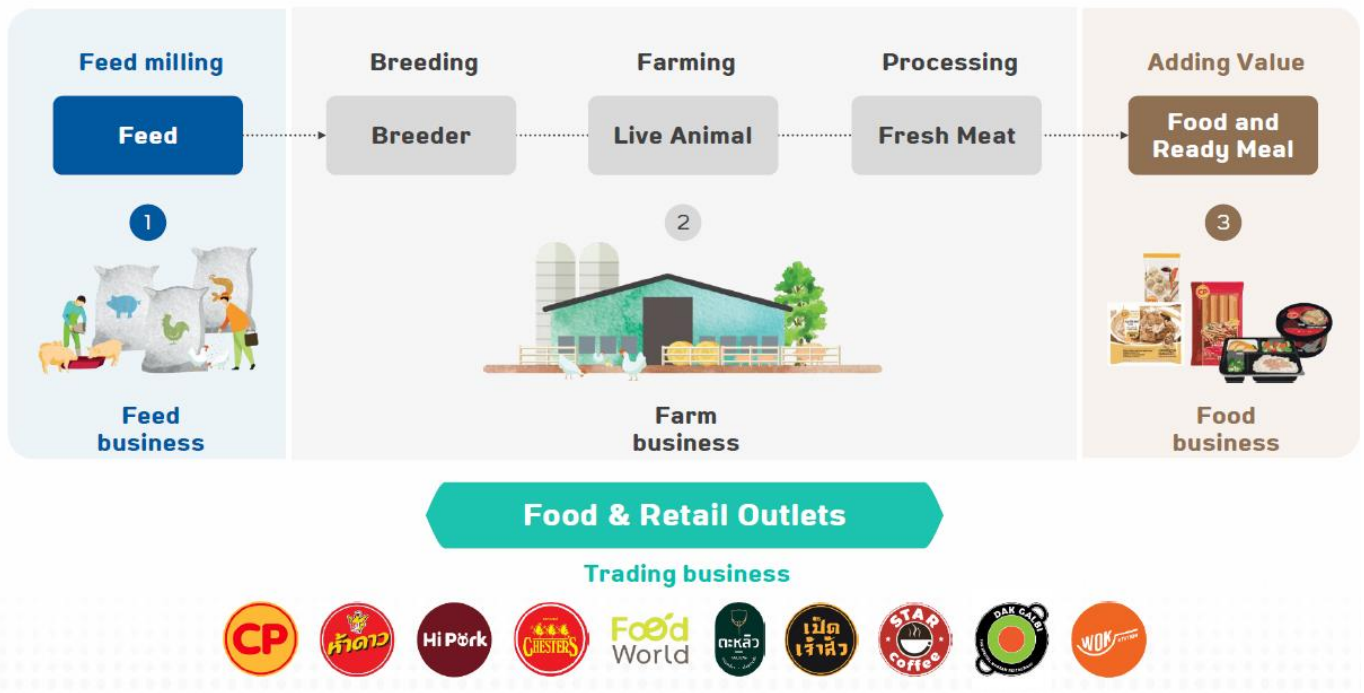 Feed milling
Breeding
Farming
Processing
Adding Value
Feed
Breeder
Live Animal
Fresh Meat
Food and
Ready Meal
1
2
3
Feed
business
Farm
business
Food
business
Food & Retail Outlets
Trading business
CP
ห้าดาว
Hi Pork
CHESTER'S
Food
World
ตะหลิว
เป็ด
เจ้าสัว
STAR
coffee
DAK GALBI
WOK
STATION